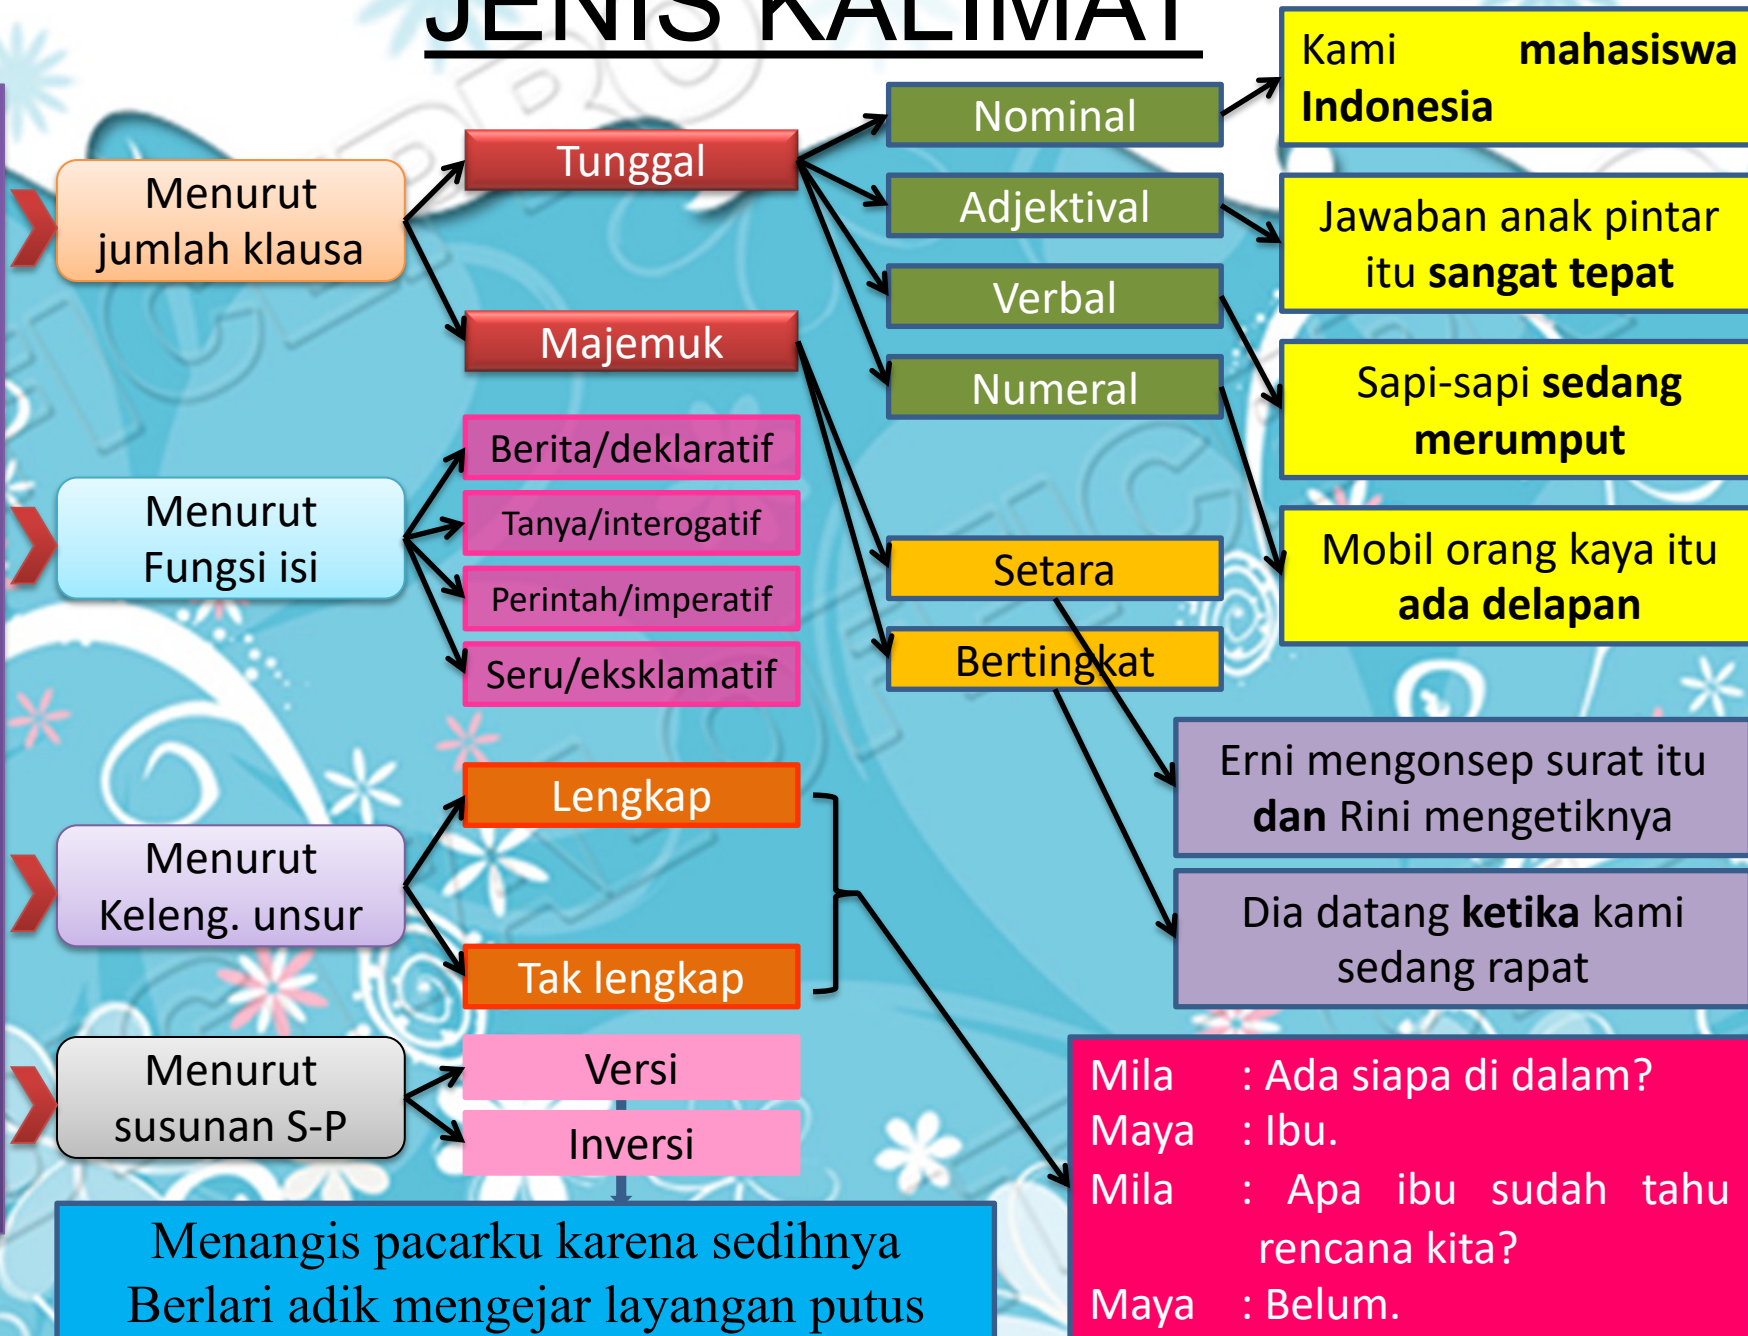 JENIS KALIMAT
Menurut
jumlah klausa
Tunggal
Majemuk
Nominal
Adjektival
Verbal
Numeral
Kami mahasiswa
Indonesia
Jawaban anak pintar
itu sangat tepat
Sapi-sapi sedang
merumput
Mobil orang kaya itu
ada delapan
Setara
Bertingkat
Erni mengonsep surat itu
dan Rini mengetiknya
Dia datang ketika kami
sedang rapat
Menurut
Fungsi isi
Berita/deklaratif
Tanya/interogatif
Perintah/imperatif
Seru/eksklamatif
Menurut
Keleng. unsur
Lengkap
Tak lengkap
Mila : Ada siapa di dalam?
Maya : Ibu.
Mila : Apa ibu sudah tahu
rencana kita?
Maya : Belum.
Menurut
susunan S-P
Versi
Inversi
Menangis pacarku karena sedihnya
Berlari adik mengejar layangan putus